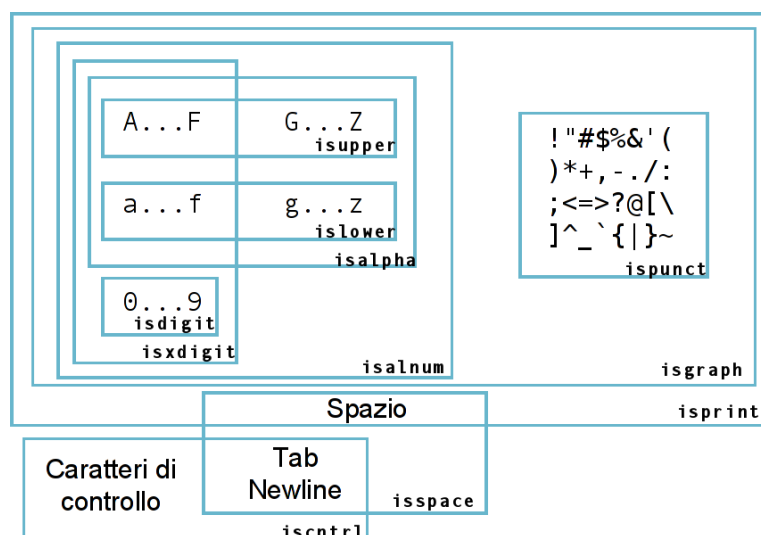 A...F G...Z
isupper
a...f g...z
islower
isalpha
0...9
isdigit
isxdigit
isalnum
!"#$%&'(
)*+,-./:
;<=>?@[\
]^_`{|}~
ispunct
isgraph
Spazio
isprint
Caratteri di
controllo
Tab
Newline
isspace
iscntrl